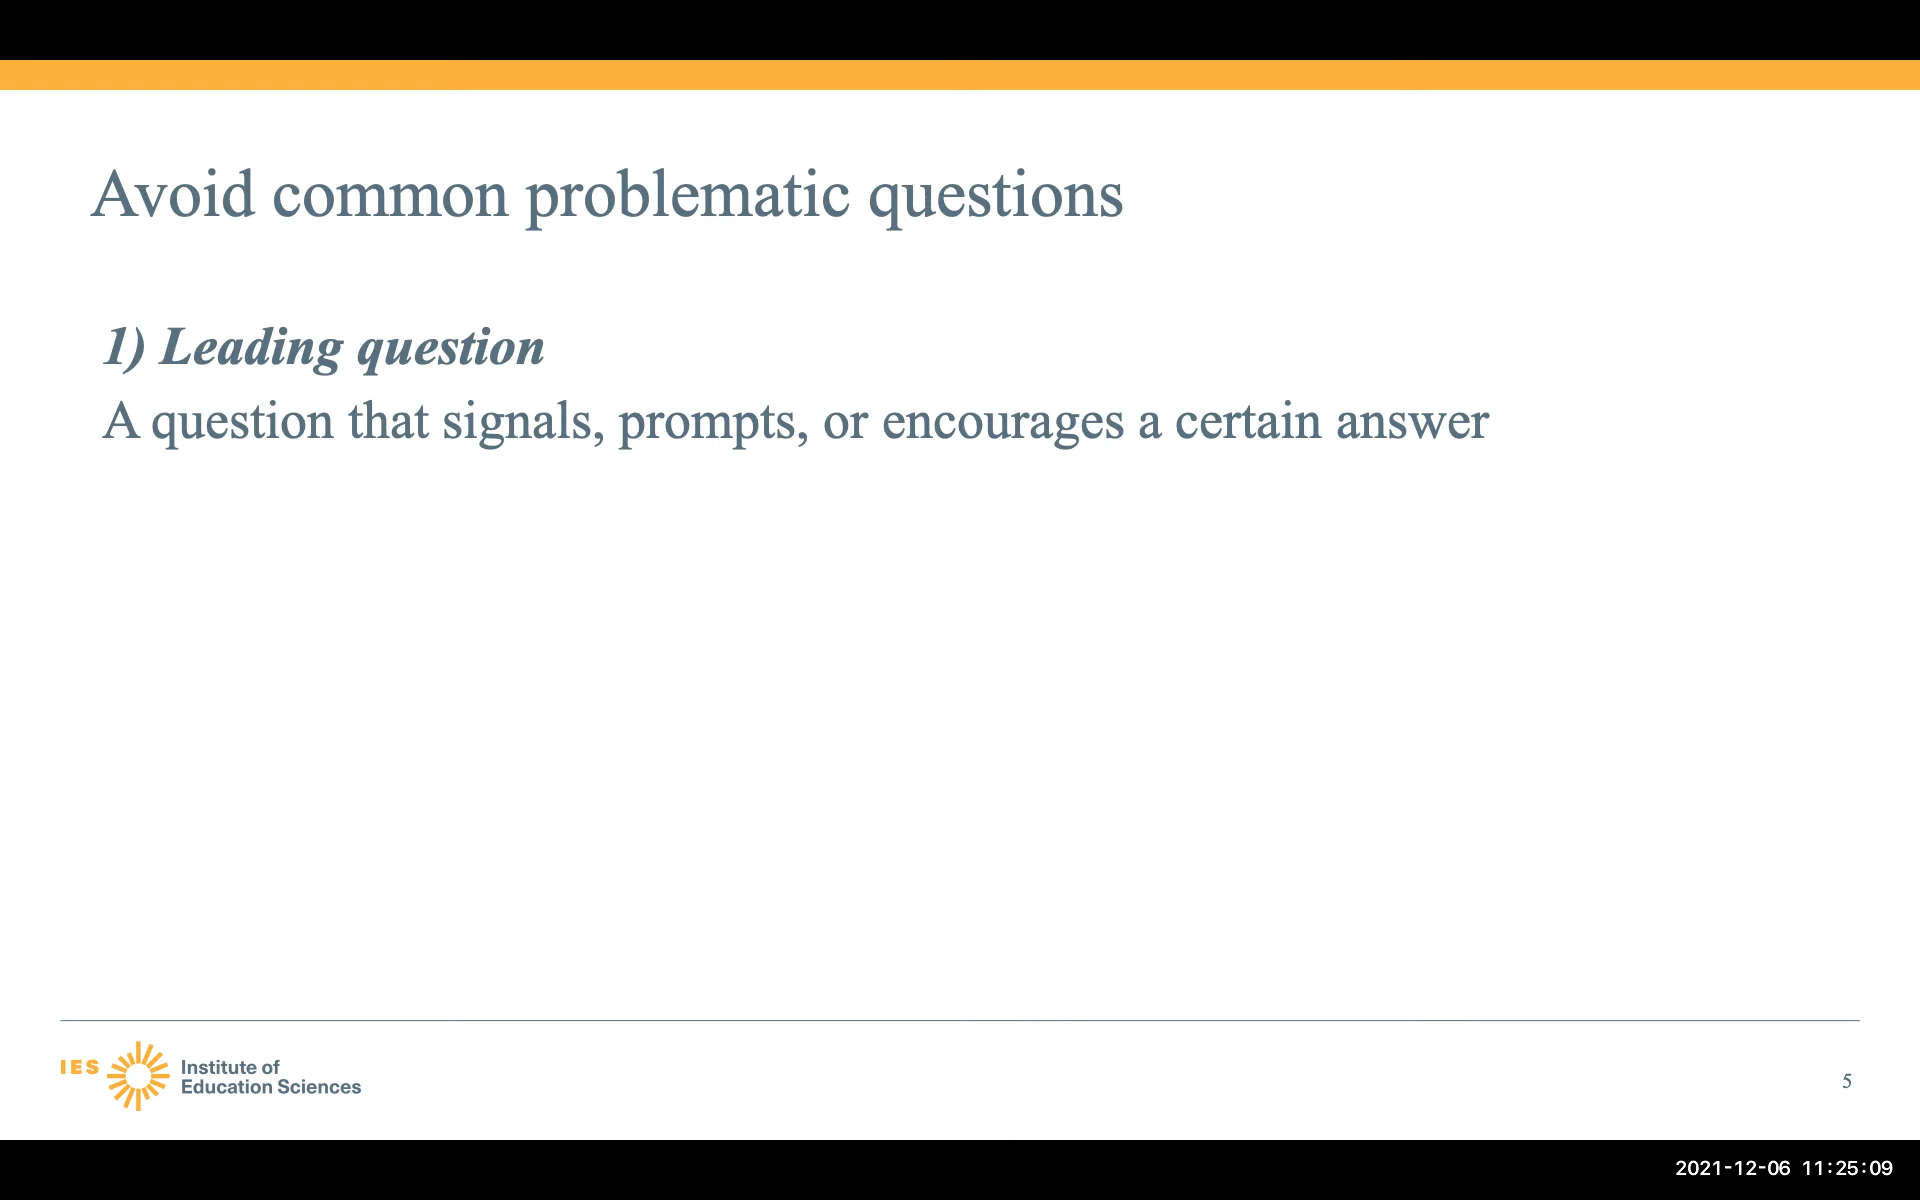 Avoid common problematic questions
1) Leading question
A question that signals, prompts, or encourages a certain answer
IES
Institute of
Education Sciences
5
2021-12-06 11:25:09